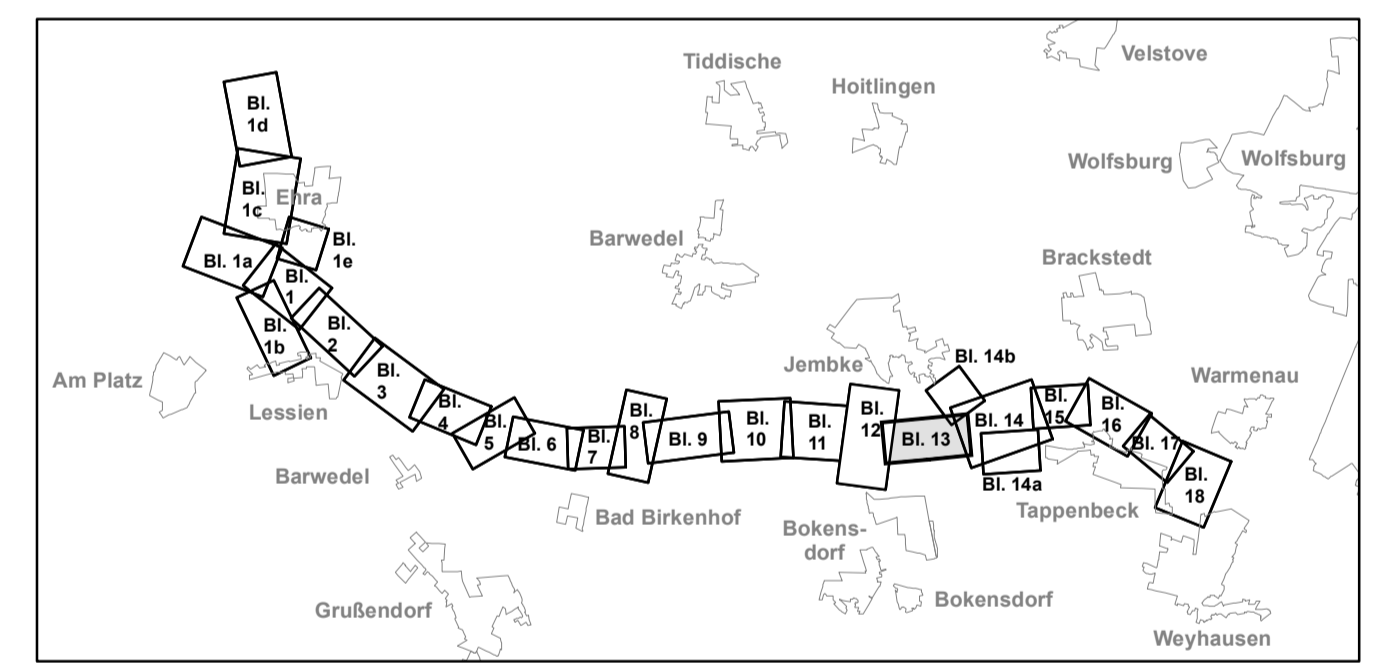 Velstove
Tiddische
Hoitlingen
Bl.
1d
Wolfsburg
Wolfsburg
Bl.
1c
Ehra
Barwedel
Bl.
1e
Bl. 1a
Brackstedt
Bl.
1
Bl.
1b
Bl.
2
Jembke
Bl. 14b
Am Platz
Bl.
3
Warmenau
Lessien
Bl.
4
Bl.
5
Bl. 6
Bl.
7
Bl.
8
Bl. 9
Bl.
10
Bl.
11
Bl.
12
Bl. 13
Bl. 14
Bl.
15
Bl.
16
Bl. 17
Bl.
18
Barwedel
Bl. 14a
Tappenbeck
Bad Birkenhof
Bokens-
dorf
Grußendorf
Bokensdorf
Weyhausen